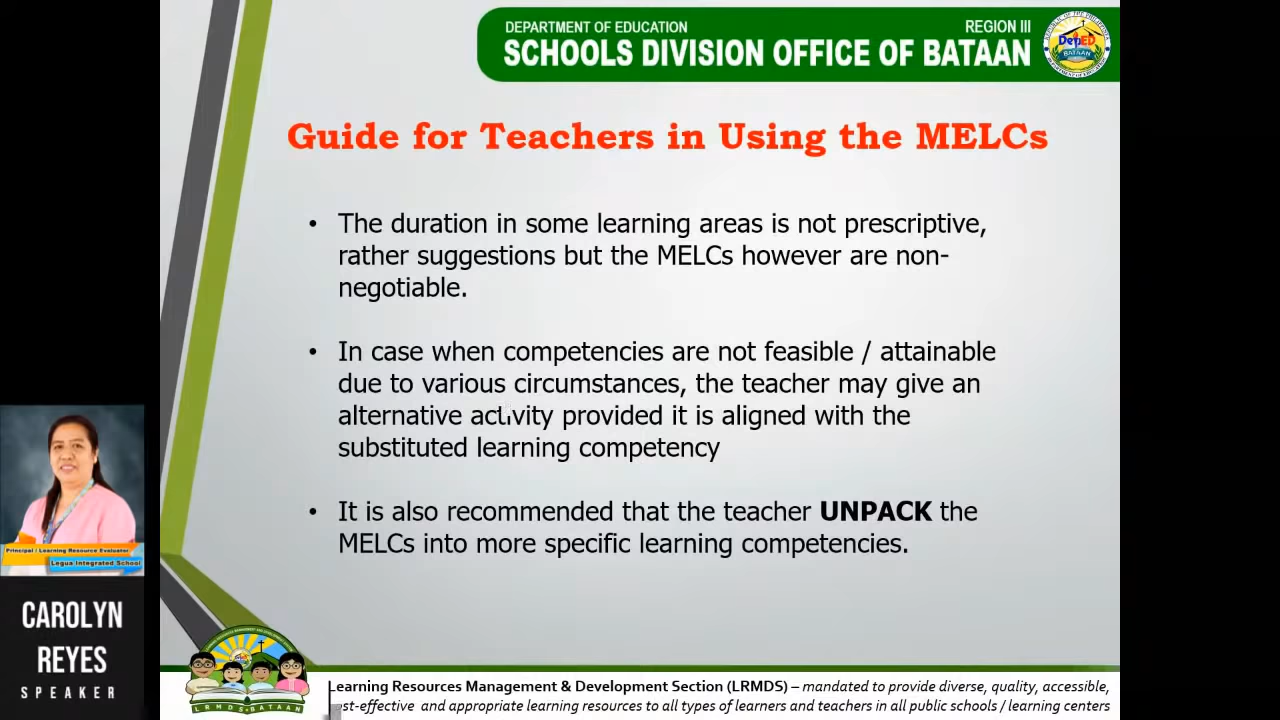 DEPARTMENT OF EDUCATION
REGION III
SCHOOLS DIVISION OFFICE OF BATAAN
DepED
BATAAN
Guide for Teachers in Using the MELCs
• The duration in some learning areas is not prescriptive,
rather suggestions but the MELCs however are non-
negotiable.
• In case when competencies are not feasible / attainable
due to various circumstances, the teacher may give an
alternative activity provided it is aligned with the
substituted learning competency
• It is also recommended that the teacher UNPACK the
MELCs into more specific learning competencies.
Principal / Learning Resource Evaluator
Legua Integrated School
CAROLYN
REYES
SPEAKER
LRMDS-BATAAN
Learning Resources Management & Development Section (LRMDS) – mandated to provide diverse, quality, accessible,
and appropriate learning resources to all types of learners and teachers in all public schools / learning centers